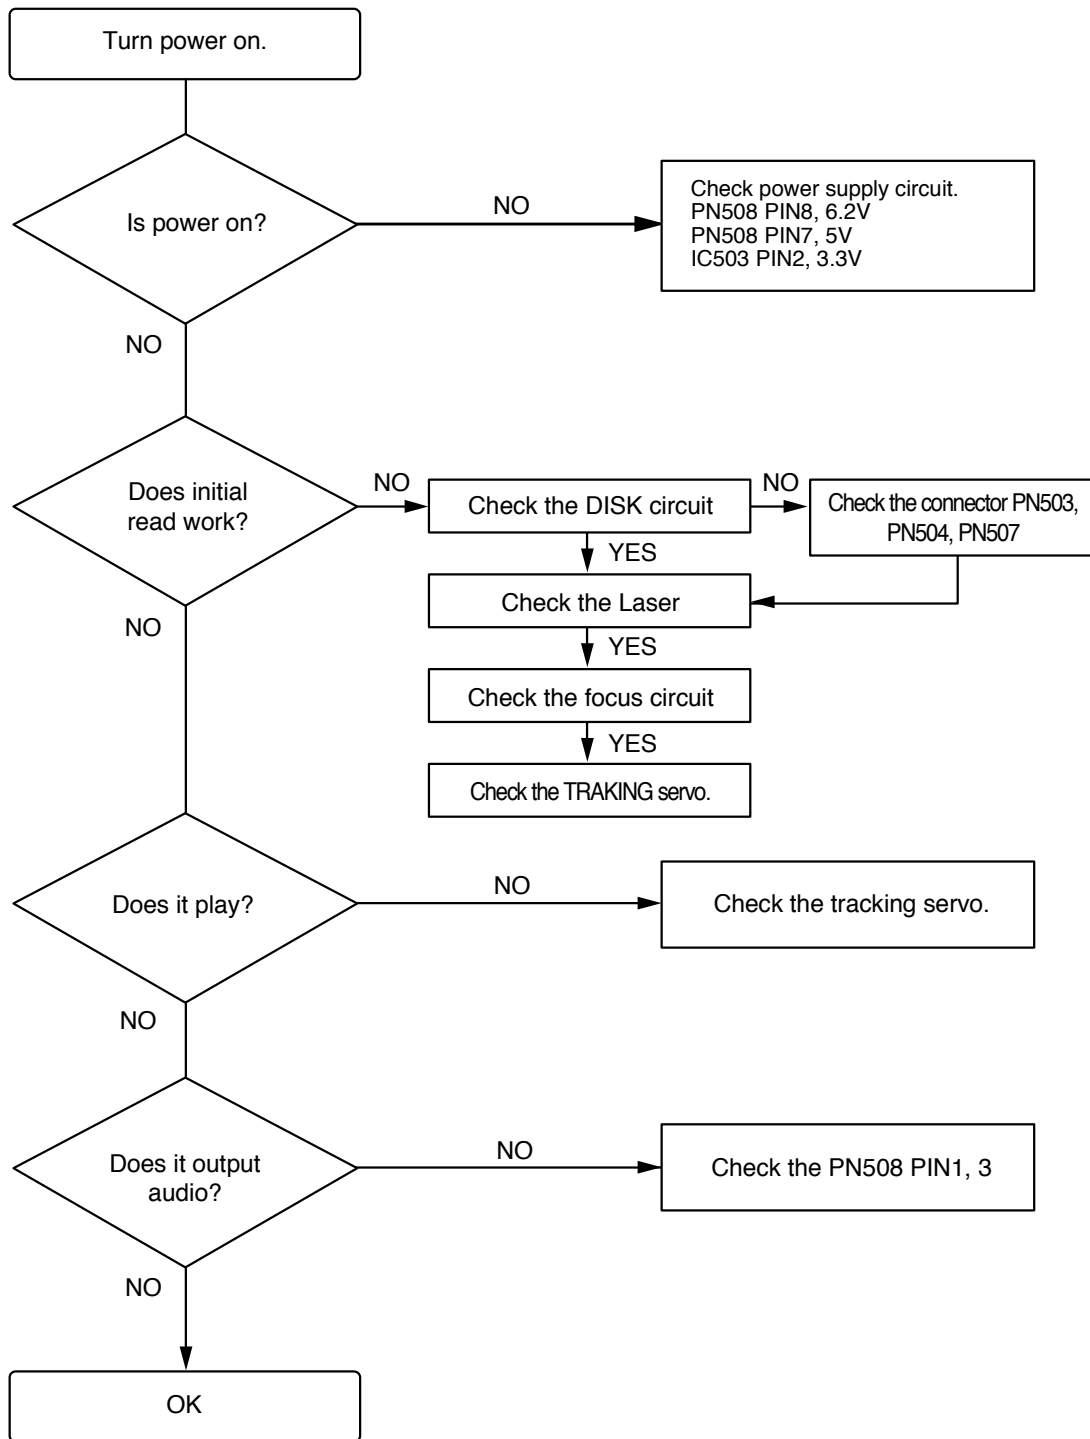 Turn power on.
Is power on?
NO
Check power supply circuit.
PN508 PIN8, 6.2V
PN508 PIN7, 5V
IC503 PIN2, 3.3V
NO
Does initial
read work?
NO
Check the DISK circuit
NO
Check the connector PN503,
PN504, PN507
YES
Check the Laser
YES
Check the focus circuit
YES
Check the TRAKING servo.
NO
Does it play?
NO
Check the tracking servo.
NO
Does it output
audio?
NO
Check the PN508 PIN1, 3
NO
OK